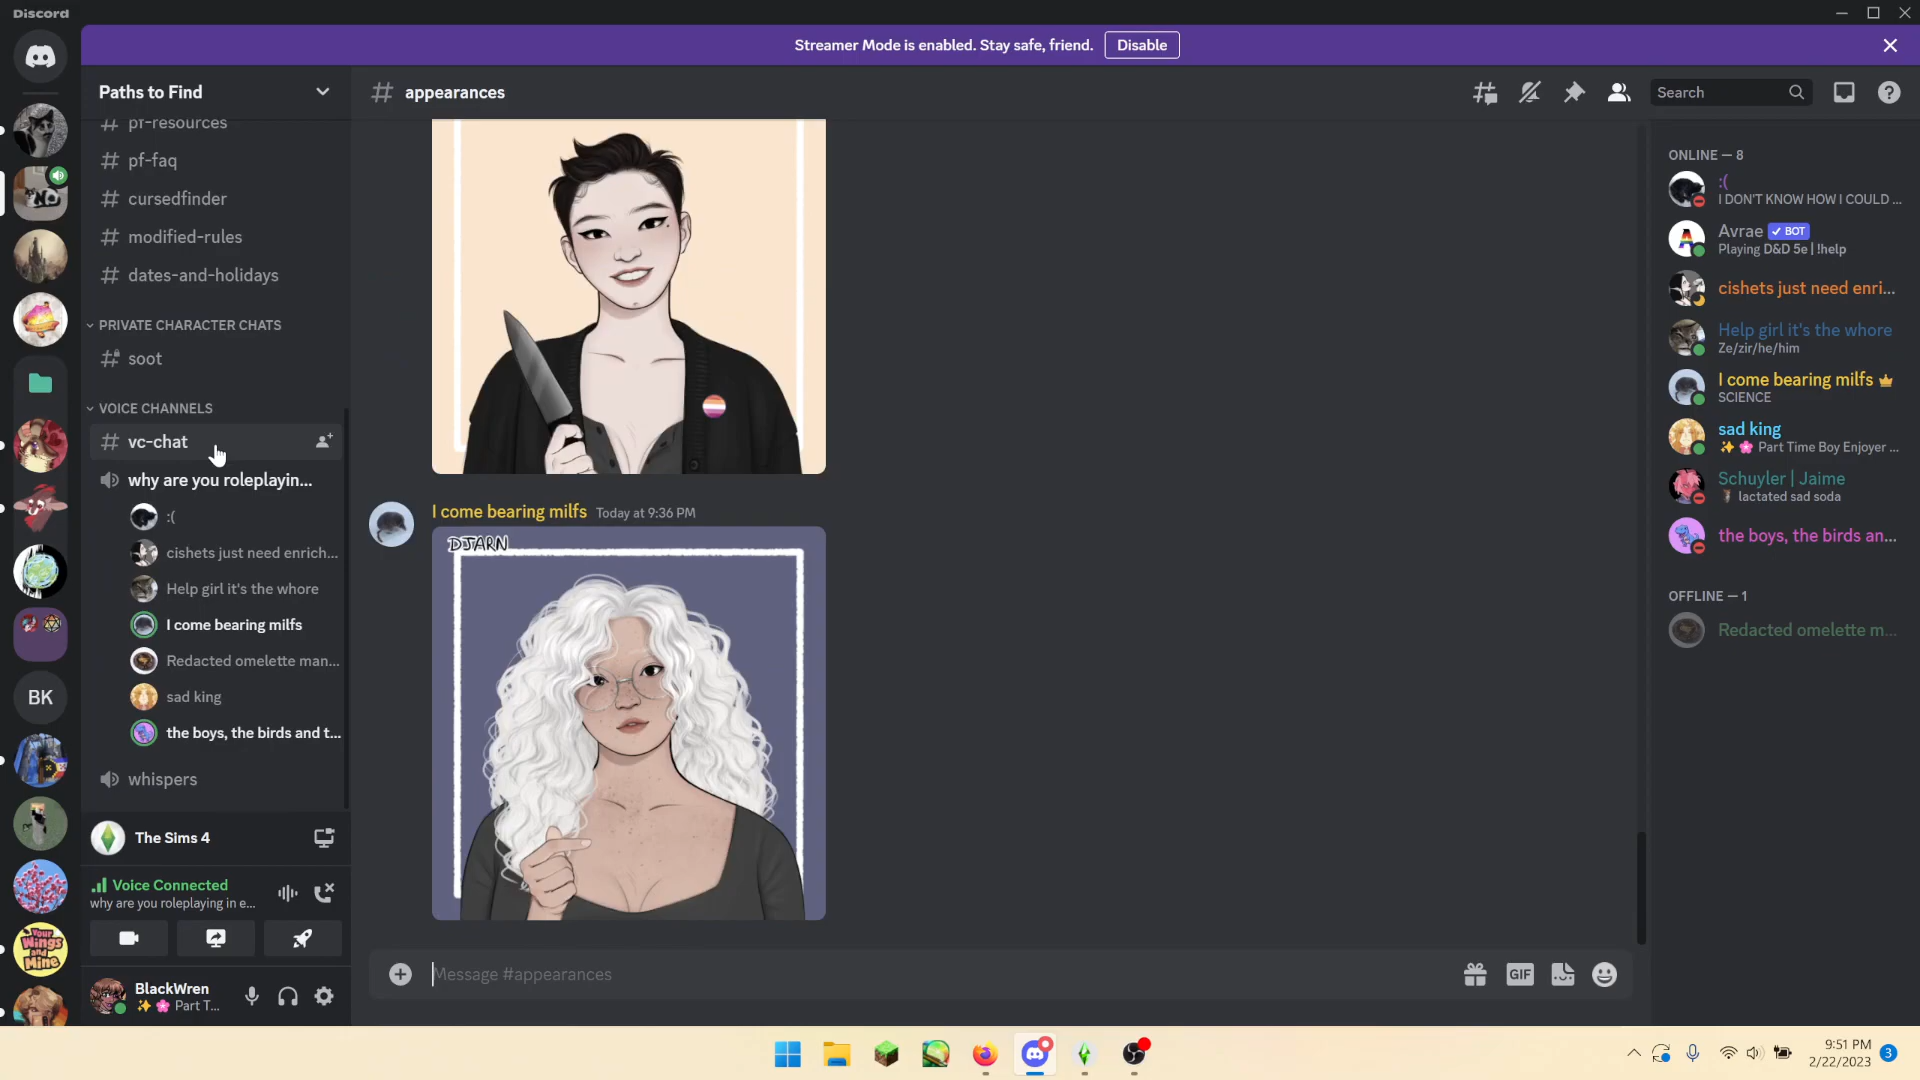 Discord
Streamer Mode is enabled. Stay safe, friend.
Disable
Paths to Find
appearances
Search
pf-resources
pf-faq
cursedfinder
modified-rules
dates-and-holidays
PRIVATE CHARACTER CHATS
soot
VOICE CHANNELS
vc-chat
why are you roleplayin...
:(
cishets just need enrich...
Help girl it's the whore
I come bearing milfs
Redacted omelette man...
sad king
the boys, the birds and t...
whispers
The Sims 4
Voice Connected
why are you roleplaying in e...
BlackWren
✨ 🌸 Part T...
BK
Your
Wings
and
Mine
I come bearing milfs Today at 9:36 PM
DJARN
Message #appearances
GIF
ONLINE — 8
:(
I DON'T KNOW HOW I COULD ...
Avrae ✓ BOT
Playing D&D 5e | !help
cishets just need enri...
Help girl it's the whore
Ze/zir/he/him
I come bearing milfs
SCIENCE
sad king
✨ 🌸 Part Time Boy Enjoyer ...
Schuyler | Jaime
lactated sad soda
the boys, the birds an...
OFFLINE — 1
Redacted omelette m...
9:51 PM
2/22/2023
3